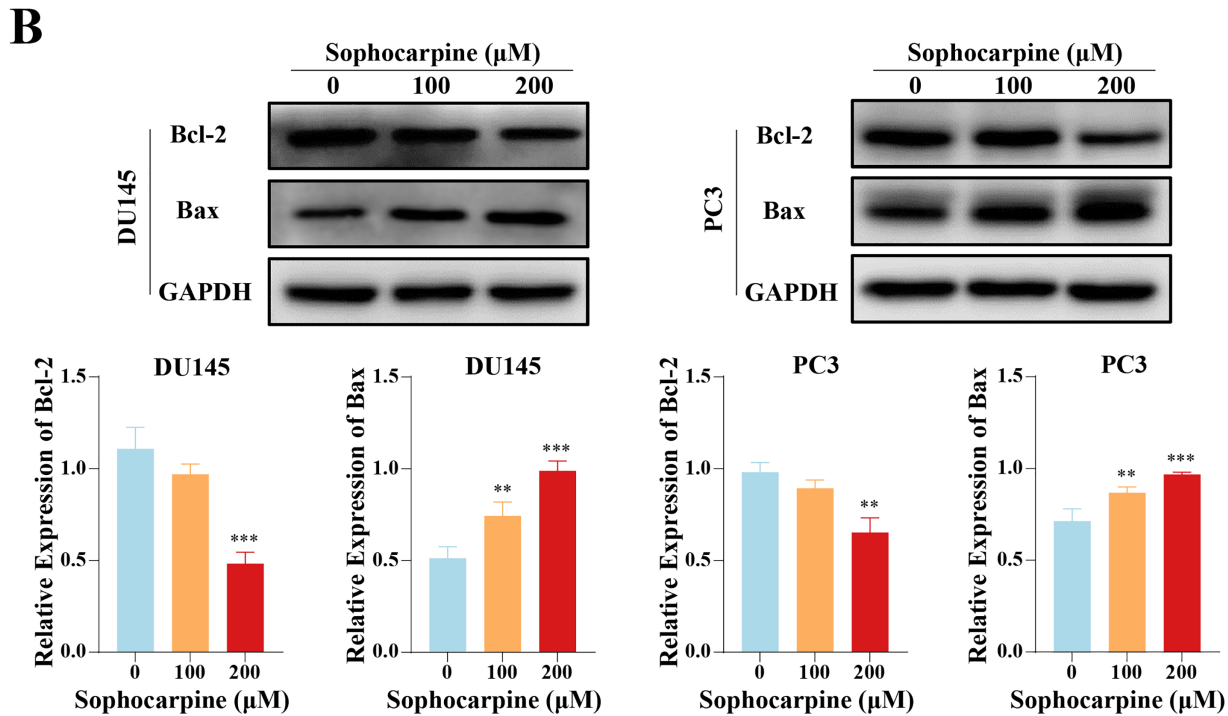 B
Sophocarpine (μM)
0 100 200
Bcl-2
Bax
GAPDH
DU145
Sophocarpine (μM)
0 100 200
Bcl-2
Bax
GAPDH
PC3
DU145
Relative Expression of Bcl-2
1.5
1.0
0.5
0.0
***
0 100 200
Sophocarpine (μM)
DU145
Relative Expression of Bax
1.5
1.0
0.5
0.0
**
***
0 100 200
Sophocarpine (μM)
PC3
Relative Expression of Bcl-2
1.5
1.0
0.5
0.0
**
0 100 200
Sophocarpine (μM)
PC3
Relative Expression of Bax
1.5
1.0
0.5
0.0
**
***
0 100 200
Sophocarpine (μM)